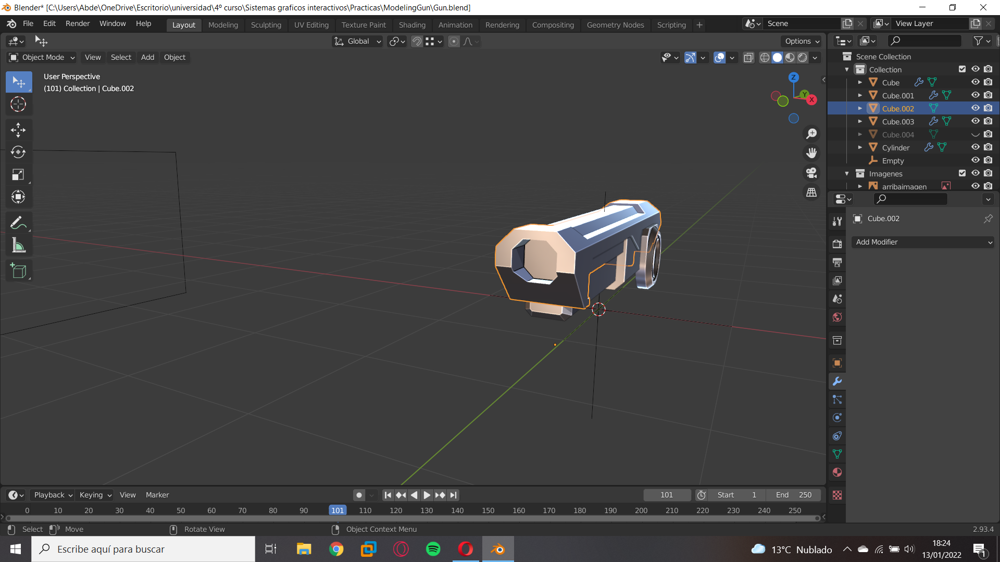 Blender* [C:\Users\Abde\OneDrive\Escritorio\universidad\4º curso\Sistemas graficos interactivos\Practicas\ModelingGun\Gun.blend]
File Edit Render Window Help Layout Modeling Sculpting UV Editing Texture Paint Shading Animation Rendering Compositing Geometry Nodes Scripting + Scene View Layer
Global Options
Object Mode View Select Add Object
User Perspective
(101) Collection | Cube.002
Z
Y
X
Scene Collection
Collection
Cube
Cube.001
Cube.002
Cube.003
Cube.004
Cylinder
Empty
Imagenes
arribaimagen
Cube.002
Add Modifier
Playback Keying View Marker 101 Start 1 End 250
0 10 20 30 40 50 60 70 80 90 101 110 120 130 140 150 160 170 180 190 200 210 220 230 240 250
Select Move Rotate View Object Context Menu 2.93.4
Escribe aquí para buscar
13°C Nublado
18:24
13/01/2022
1